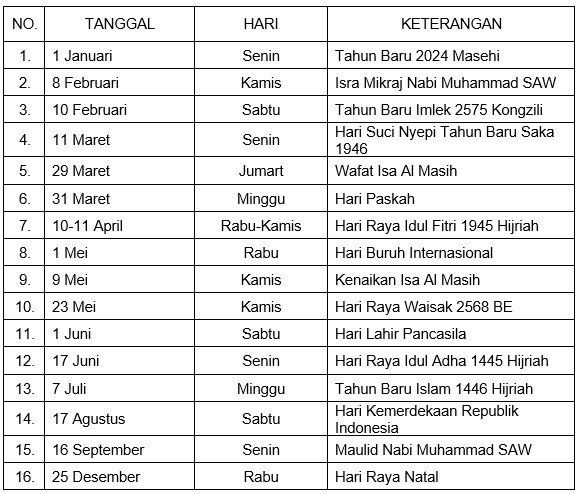 NO. TANGGAL HARI KETERANGAN
1. 1 Januari Senin Tahun Baru 2024 Masehi
2. 8 Februari Kamis Isra Mikraj Nabi Muhammad SAW
3. 10 Februari Sabtu Tahun Baru Imlek 2575 Kongzili
4. 11 Maret Senin Hari Suci Nyepi Tahun Baru Saka
1946
5. 29 Maret Jumart Wafat Isa Al Masih
6. 31 Maret Minggu Hari Paskah
7. 10-11 April Rabu-Kamis Hari Raya Idul Fitri 1945 Hijriah
8. 1 Mei Rabu Hari Buruh Internasional
9. 9 Mei Kamis Kenaikan Isa Al Masih
10. 23 Mei Kamis Hari Raya Waisak 2568 BE
11. 1 Juni Sabtu Hari Lahir Pancasila
12. 17 Juni Senin Hari Raya Idul Adha 1445 Hijriah
13. 7 Juli Minggu Tahun Baru Islam 1446 Hijriah
14. 17 Agustus Sabtu Hari Kemerdekaan Republik
Indonesia
15. 16 September Senin Maulid Nabi Muhammad SAW
16. 25 Desember Rabu Hari Raya Natal